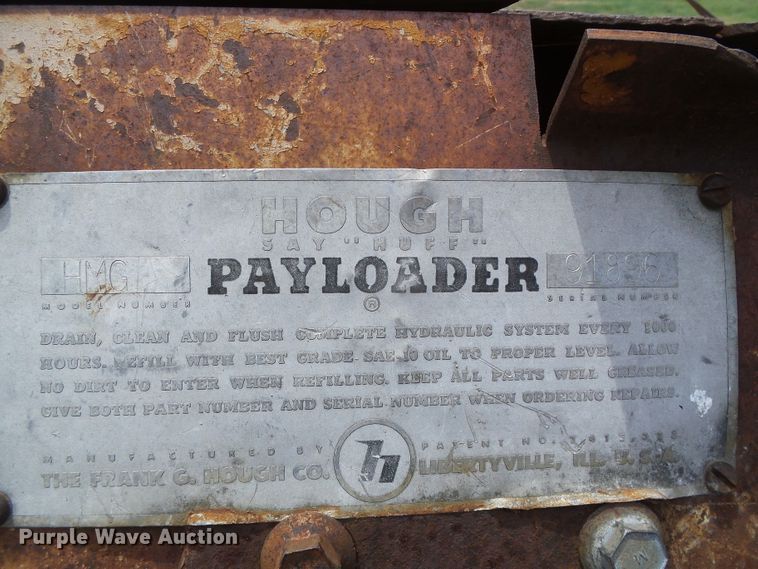 HOUGH
SAY "HUFF"
PAYLOADER
®
MODEL NUMBER
91896
SERIAL NUMBER
DRAIN, CLEAN AND FLUSH COMPLETE HYDRAULIC SYSTEM EVERY 1000
HOURS. REFILL WITH BEST GRADE SAE 10 OIL TO PROPER LEVEL. ALLOW
NO DIRT TO ENTER WHEN REFILLING. KEEP ALL PARTS WELL GREASED.
GIVE BOTH PART NUMBER AND SERIAL NUMBER WHEN ORDERING REPAIRS.
MANUFACTURED BY
THE FRANK G. HOUGH CO.
H
PATENT NO.
LIBERTYVILLE, ILL. U. S. A.
Purple Wave Auction